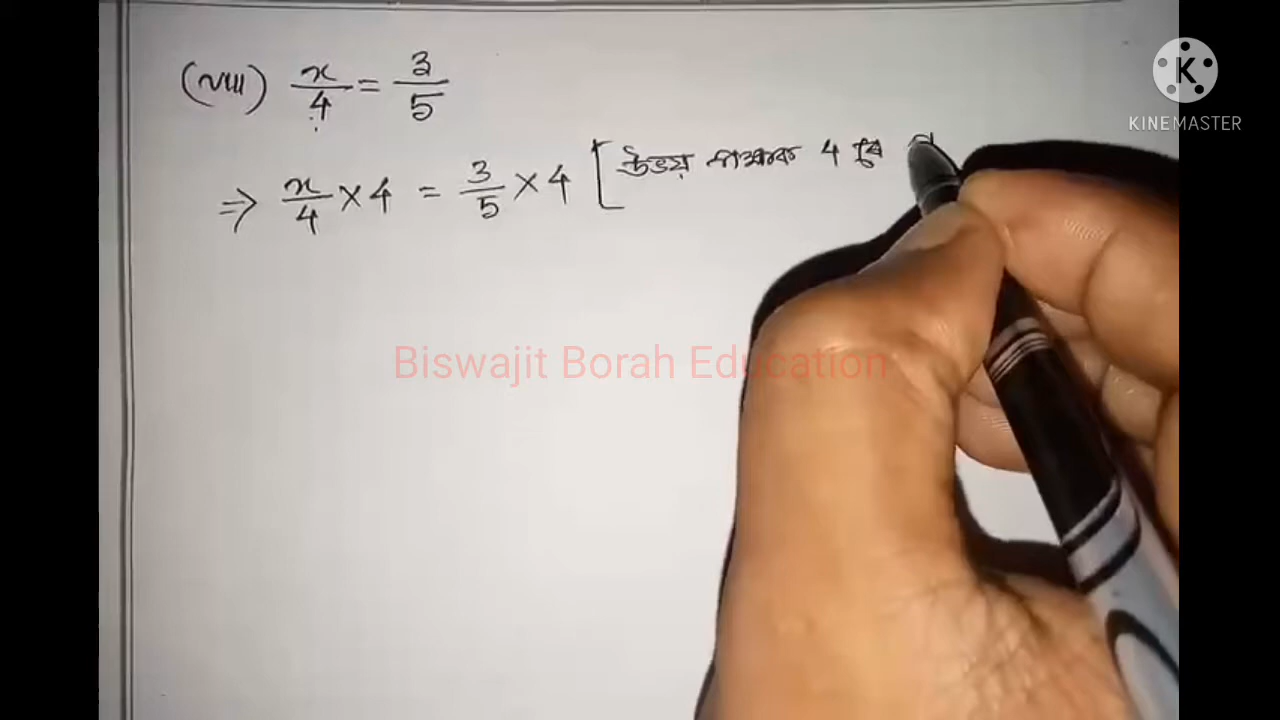 (viii) x/4 = 3/5
⇒ x/4 × 4 = 3/5 × 4 [উভয় পক্ষক 4 ৰে
Biswajit Borah Education
K
KINEMASTER